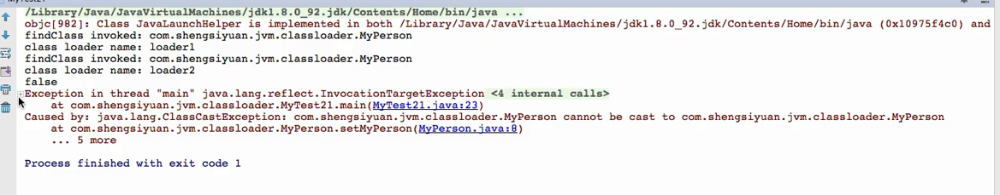 MyTest21
/Library/Java/JavaVirtualMachines/jdk1.8.0_92.jdk/Contents/Home/bin/java ...
objc[982]: Class JavaLaunchHelper is implemented in both /Library/Java/JavaVirtualMachines/jdk1.8.0_92.jdk/Contents/Home/bin/java (0x10975f4c0) and
findClass invoked: com.shengsiyuan.jvm.classloader.MyPerson
class loader name: loader1
findClass invoked: com.shengsiyuan.jvm.classloader.MyPerson
class loader name: loader2
false
Exception in thread "main" java.lang.reflect.InvocationTargetException <4 internal calls>
at com.shengsiyuan.jvm.classloader.MyTest21.main(MyTest21.java:23)
Caused by: java.lang.ClassCastException: com.shengsiyuan.jvm.classloader.MyPerson cannot be cast to com.shengsiyuan.jvm.classloader.MyPerson
at com.shengsiyuan.jvm.classloader.MyPerson.setMyPerson(MyPerson.java:8)
... 5 more
Process finished with exit code 1